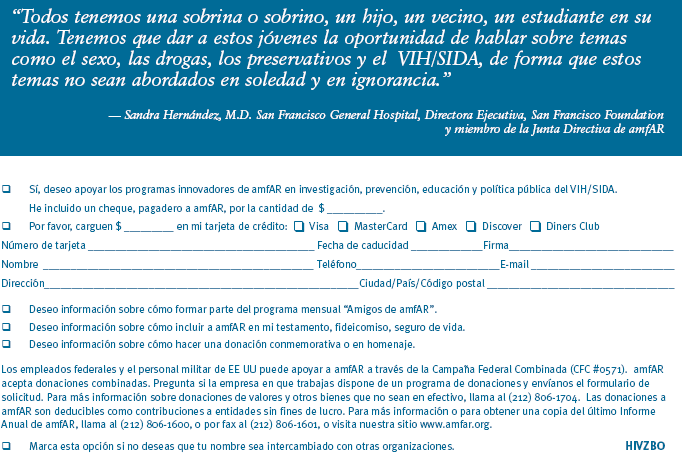 “Todos tenemos una sobrina o sobrino, un hijo, un vecino, un estudiante en su
vida. Tenemos que dar a estos jóvenes la oportunidad de hablar sobre temas
como el sexo, las drogas, los preservativos y el VIH/SIDA, de forma que estos
temas no sean abordados en soledad y en ignorancia.”
— Sandra Hernández, M.D. San Francisco General Hospital, Directora Ejecutiva, San Francisco Foundation
y miembro de la Junta Directiva de amfAR
❑ Sí, deseo apoyar los programas innovadores de amfAR en investigación, prevención, educación y política pública del VIH/SIDA.
He incluido un cheque, pagadero a amfAR, por la cantidad de $ __________.
❑ Por favor, carguen $ _________ en mi tarjeta de crédito: ❑ Visa ❑ MasterCard ❑ Amex ❑ Discover ❑ Diners Club
Número de tarjeta ______________________ Fecha de caducidad ____________Firma______________________
Nombre ______________________ Teléfono______________________E-mail ______________________
Dirección______________________Ciudad/País/Código postal ______________________
❑ Deseo información sobre cómo formar parte del programa mensual “Amigos de amfAR”.
❑ Deseo información sobre cómo incluir a amfAR en mi testamento, fideicomiso, seguro de vida.
❑ Deseo información sobre cómo hacer una donación conmemorativa o en homenaje.
Los empleados federales y el personal militar de EE UU puede apoyar a amfAR a través de la Campaña Federal Combinada (CFC #0571). amfAR
acepta donaciones combinadas. Pregunta si la empresa en que trabajas dispone de un programa de donaciones y envíanos el formulario de
solicitud. Para más información sobre donaciones de valores y otros bienes que no sean en efectivo, llama al (212) 806-1704. Las donaciones a
amfAR son deducibles como contribuciones a entidades sin fines de lucro. Para más información o para obtener una copia del último Informe
Anual de amfAR, llama al (212) 806-1600, o por fax al (212) 806-1601, o visita nuestra sitio www.amfar.org.
❑ Marca esta opción si no deseas que tu nombre sea intercambiado con otras organizaciones. HIVZBO